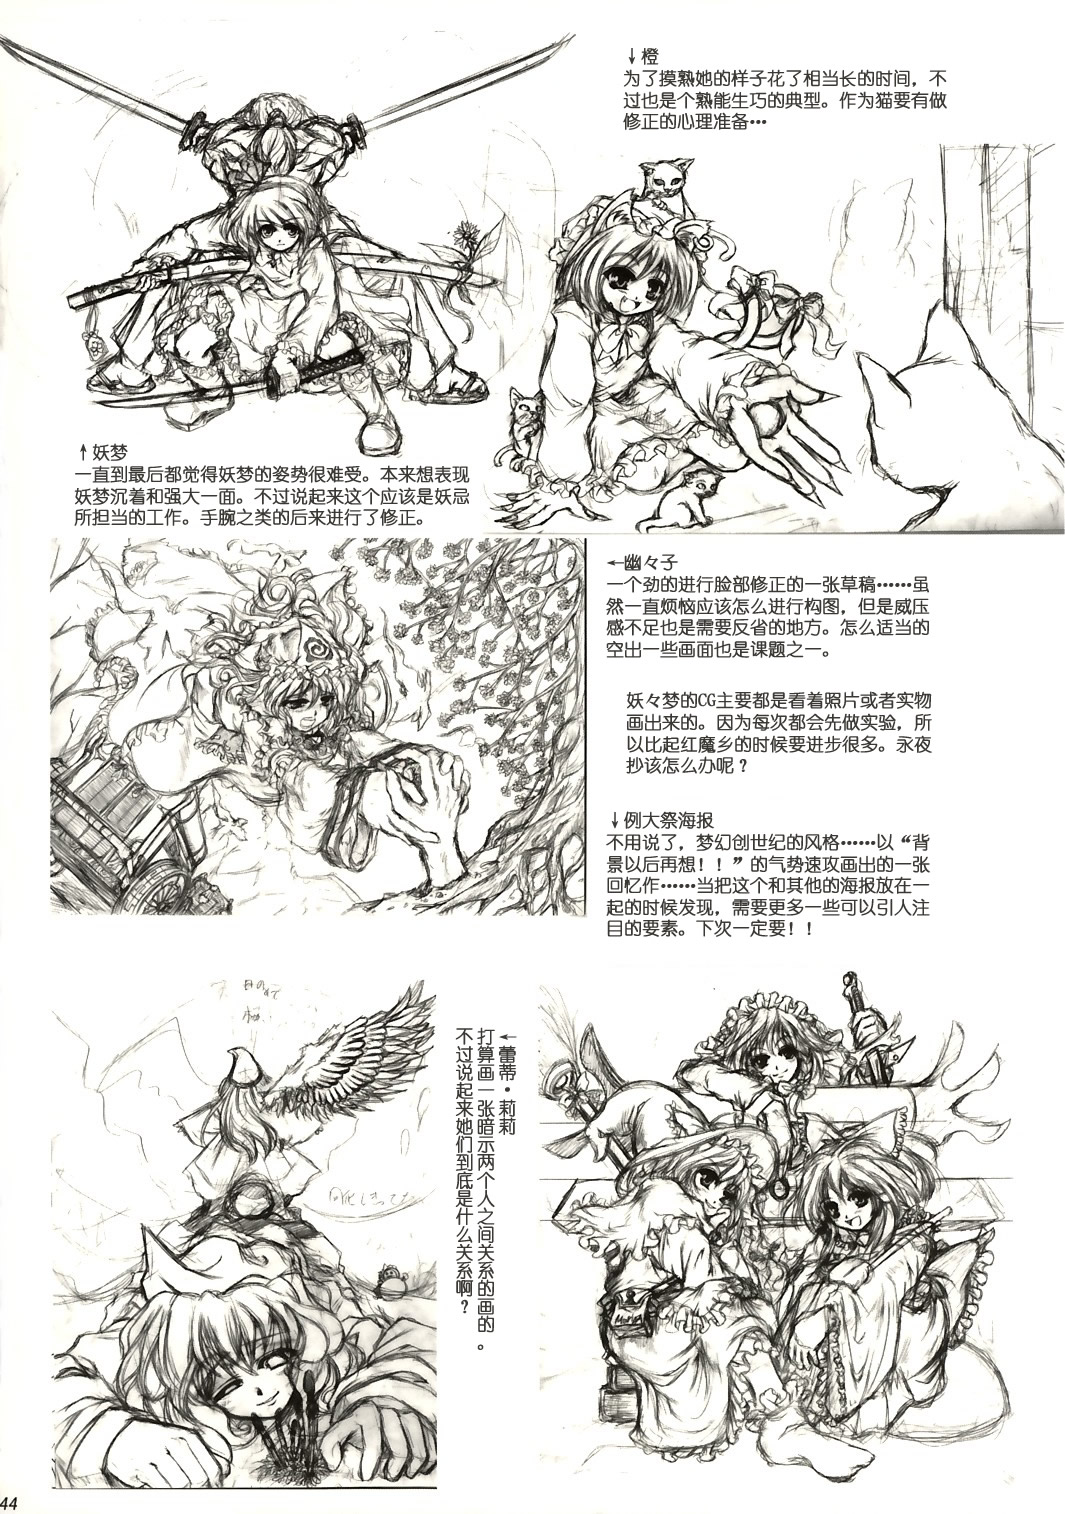 ↓橙
为了摸熟她的样子花了相当长的时间，不
过也是个熟能生巧的典型。作为猫要有做
修正的心理准备…
↑妖梦
一直到最后都觉得妖梦的姿势很难受。本来想表现
妖梦沉着和强大一面。不过说起来这个应该是妖忌
所担当的工作。手腕之类的后来进行了修正。
←幽々子
一个劲的进行脸部修正的一张草稿……虽
然一直烦恼应该怎么进行构图，但是威压
感不足也是需要反省的地方。怎么适当的
空出一些画面也是课题之一。
妖々梦的CG主要都是看着照片或者实物
画出来的。因为每次都会先做实验，所
以比起红魔乡的时候要进步很多。永夜
抄该怎么办呢？
↓例大祭海报
不用说了，梦幻创世纪的风格……以“背
景以后再想！！”的气势速攻画出的一张
回忆作……当把这个和其他的海报放在一
起的时候发现，需要更多一些可以引人注
目的要素。下次一定要！！
←蕾蒂·莉莉
打算画一张暗示两个人之间关系的画的。
不过说起来她们到底是什么关系啊？
44